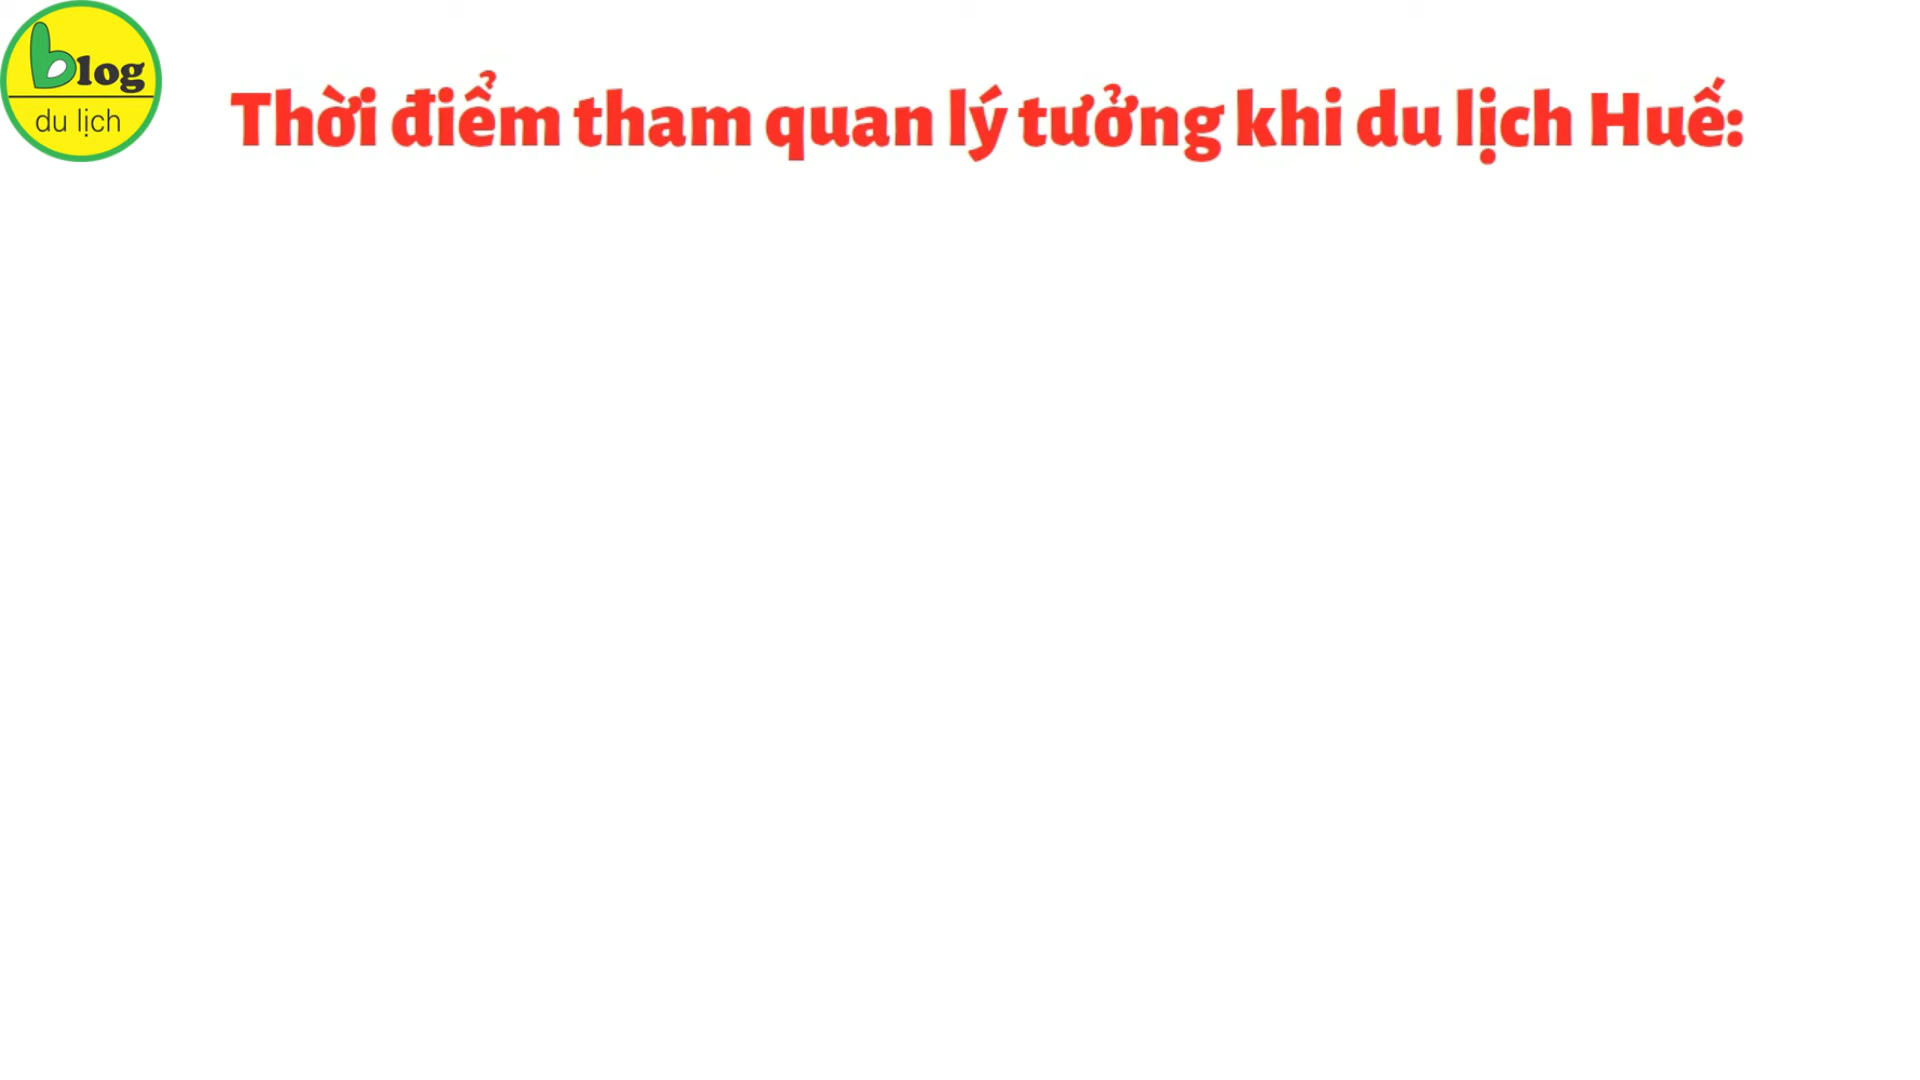 blog
du lịch
Thời điểm tham quan lý tưởng khi du lịch Huế: